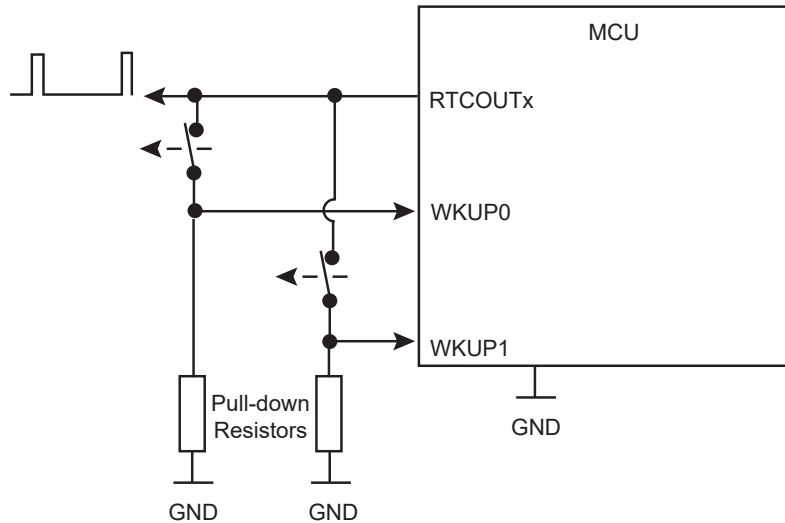 MCU
RTCOUTx
WKUP0
WKUP1
Pull-down
Resistors
GND
GND
GND